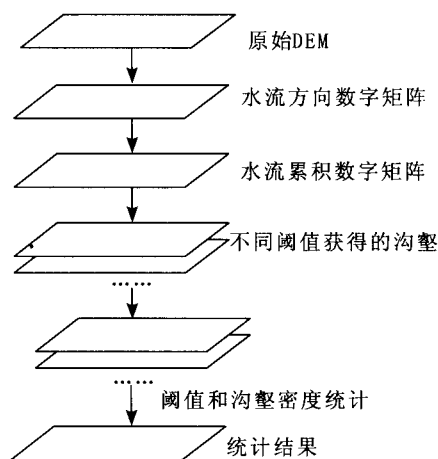 原始DEM
水流方向数字矩阵
水流累积数字矩阵
不同阈值获得的沟壑
……
……
阈值和沟壑密度统计
统计结果